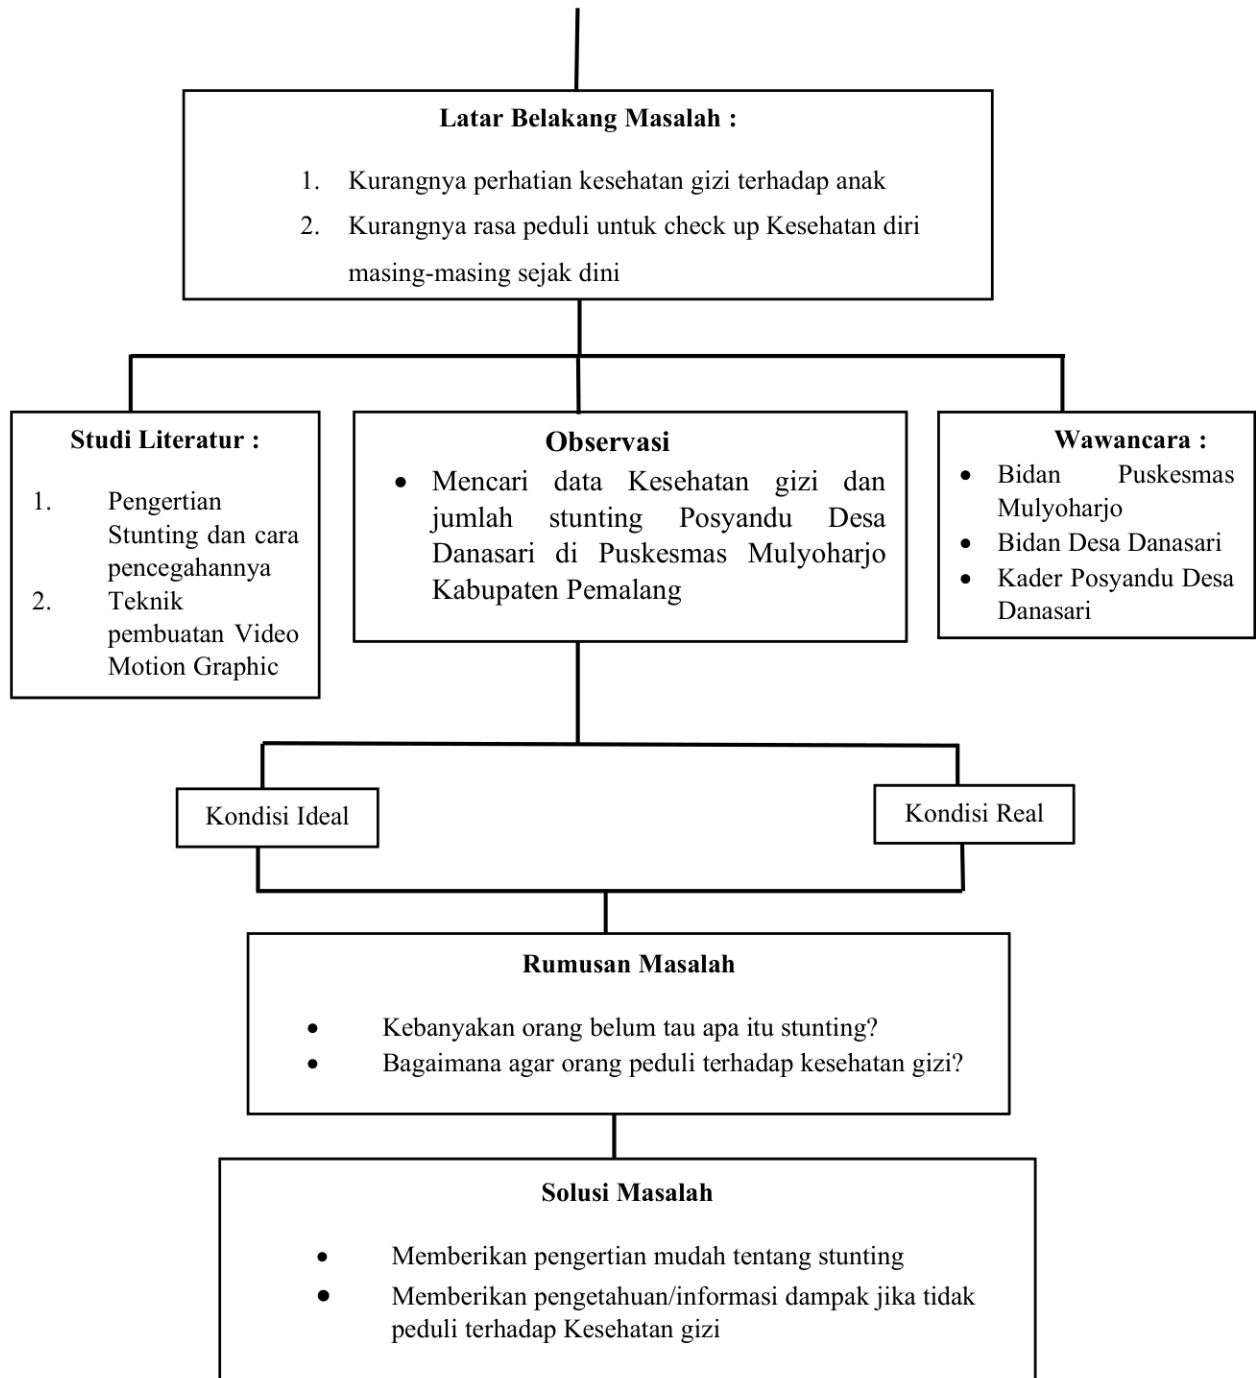 Latar Belakang Masalah :
1. Kurangnya perhatian kesehatan gizi terhadap anak
2. Kurangnya rasa peduli untuk check up Kesehatan diri
masing-masing sejak dini
Studi Literatur :
1. Pengertian
Stunting dan cara
pencegahannya
2. Teknik
pembuatan Video
Motion Graphic
Observasi
• Mencari data Kesehatan gizi dan
jumlah stunting Posyandu Desa
Danasari di Puskesmas Mulyoharjo
Kabupaten Pemalang
Wawancara :
• Bidan Puskesmas
Mulyoharjo
• Bidan Desa Danasari
• Kader Posyandu Desa
Danasari
Kondisi Ideal
Kondisi Real
Rumusan Masalah
• Kebanyakan orang belum tau apa itu stunting?
• Bagaimana agar orang peduli terhadap kesehatan gizi?
Solusi Masalah
• Memberikan pengertian mudah tentang stunting
• Memberikan pengetahuan/informasi dampak jika tidak
peduli terhadap Kesehatan gizi